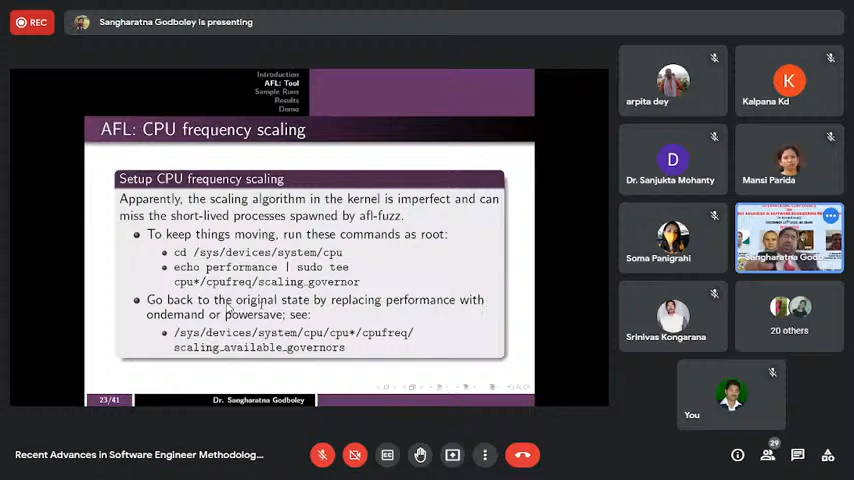 REC
Sangharatna Godboley is presenting
Introduction
AFL: Tool
Sample Runs
Results
Demo
AFL: CPU frequency scaling
Setup CPU frequency scaling
Apparently, the scaling algorithm in the kernel is imperfect and can
miss the short-lived processes spawned by afl-fuzz.
To keep things moving, run these commands as root:
cd /sys/devices/system/cpu
echo performance | sudo tee
cpu*/cpufreq/scaling_governor
Go back to the original state by replacing performance with
ondemand or powersave; see:
/sys/devices/system/cpu/cpu*/cpufreq/
scaling_available_governors
23/41
Dr. Sangharatna Godboley
arpita dey
K
Kalpana Kd
D
Dr. Sanjukta Mohanty
Mansi Parida
Soma Panigrahi
Sangharatna Godb
Srinivas Kongarana
20 others
You
Recent Advances in Software Engineer Methodolog...
29